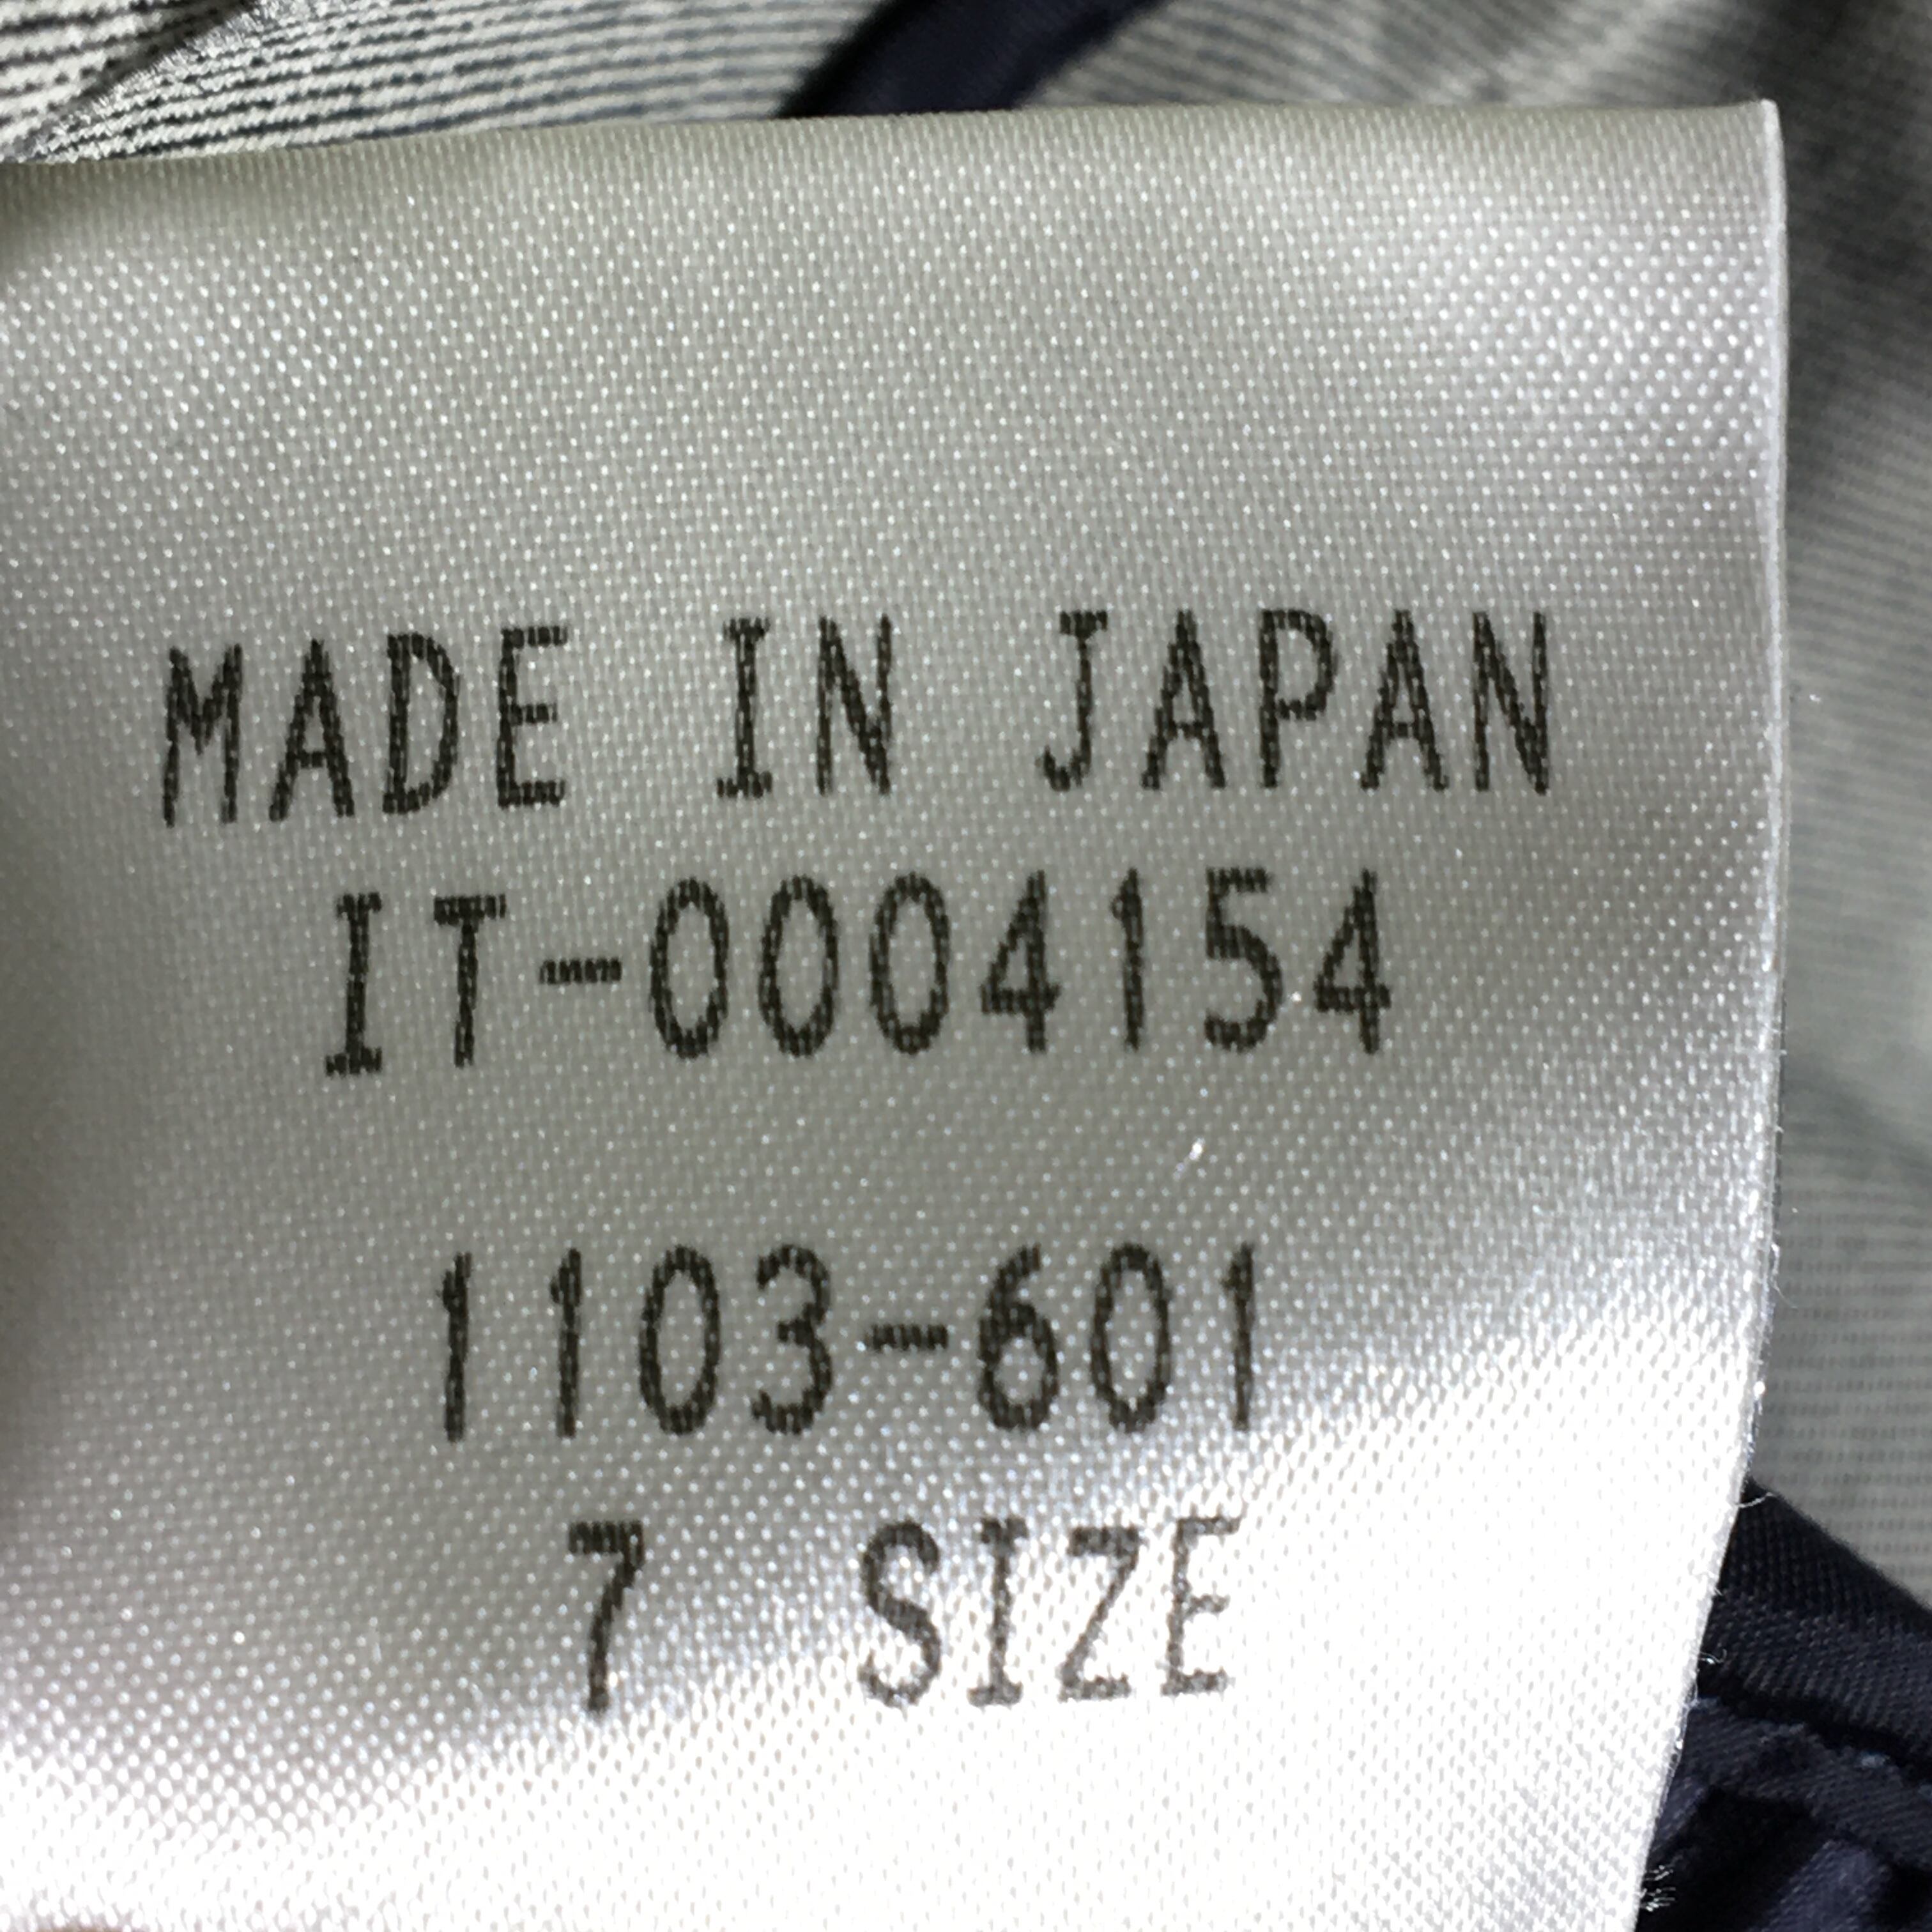 MADE IN JAPAN
IT-0004154
1103-601
7 SIZE